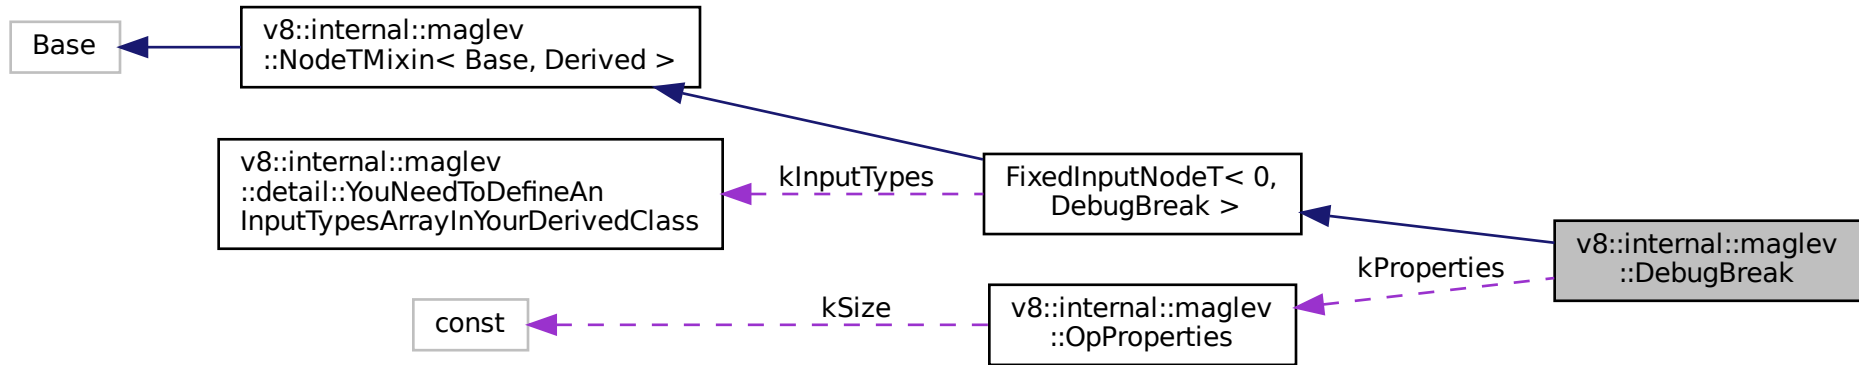 Base
v8::internal::maglev
::NodeTMixin< Base, Derived >
v8::internal::maglev
::detail::YouNeedToDefineAn
InputTypesArrayInYourDerivedClass
kInputTypes
FixedInputNodeT< 0,
DebugBreak >
v8::internal::maglev
::DebugBreak
kProperties
const
kSize
v8::internal::maglev
::OpProperties